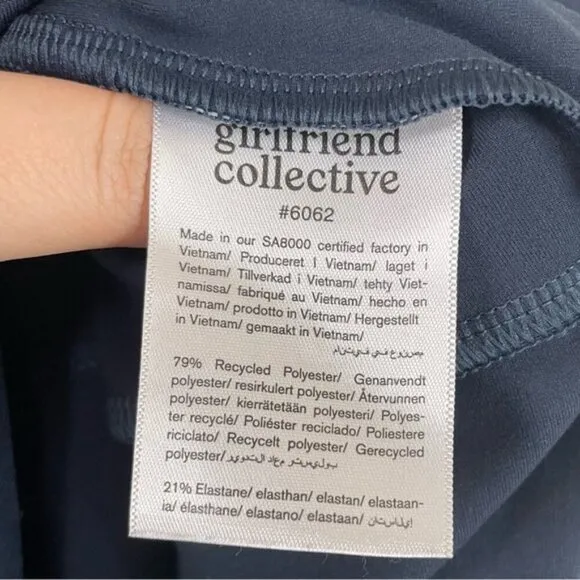 girlfriend
collective
#6062
Made in our SA8000 certified factory in
Vietnam/ Produceret I Vietnam/ laget i
Vietnam/ Tillverkad i Vietnam/ tehty Viet-
namissa/ fabriqué au Vietnam/ hecho en
Vietnam/ prodotto in Vietnam/ Hergestellt
in Vietnam/ gemaakt in Vietnam/
79% Recycled Polyester/ Genanvendt
polyester/ resirkulert polyester/ Återvunnen
polyester/ kierrätetään polyesteri/ Polyes-
ter recyclé/ Poliéster reciclado/ Poliestere
riciclato/ Recycelt polyester/ Gerecycled
polyester/
21% Elastane/ elasthan/ elastan/ elastaan-
ia/ élasthane/ elastano/ elastaan/